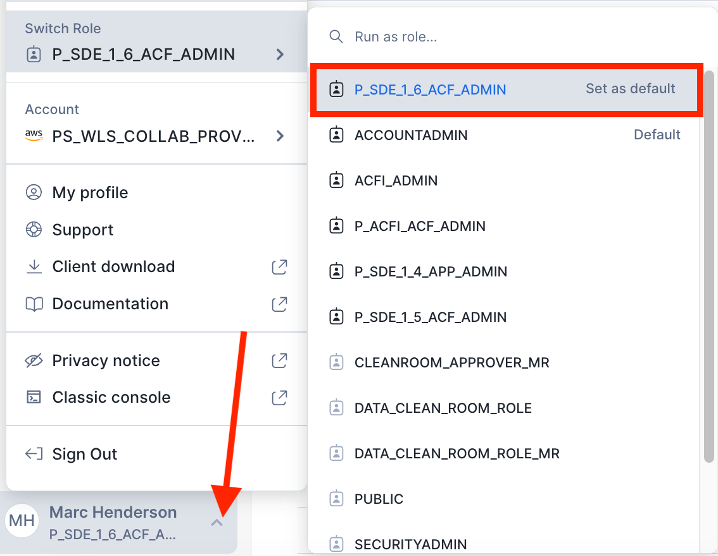 Switch Role
P_SDE_1_6_ACF_ADMIN
Account
aws PS_WLS_COLLAB_PROV...
My profile
Support
Client download
Documentation
Privacy notice
Classic console
Sign Out
MH
Marc Henderson
P_SDE_1_6_ACF_A...
Run as role...
P_SDE_1_6_ACF_ADMIN Set as default
ACCOUNTADMIN Default
ACFI_ADMIN
P_ACFI_ACF_ADMIN
P_SDE_1_4_APP_ADMIN
P_SDE_1_5_ACF_ADMIN
CLEANROOM_APPROVER_MR
DATA_CLEAN_ROOM_ROLE
DATA_CLEAN_ROOM_ROLE_MR
PUBLIC
SECURITYADMIN